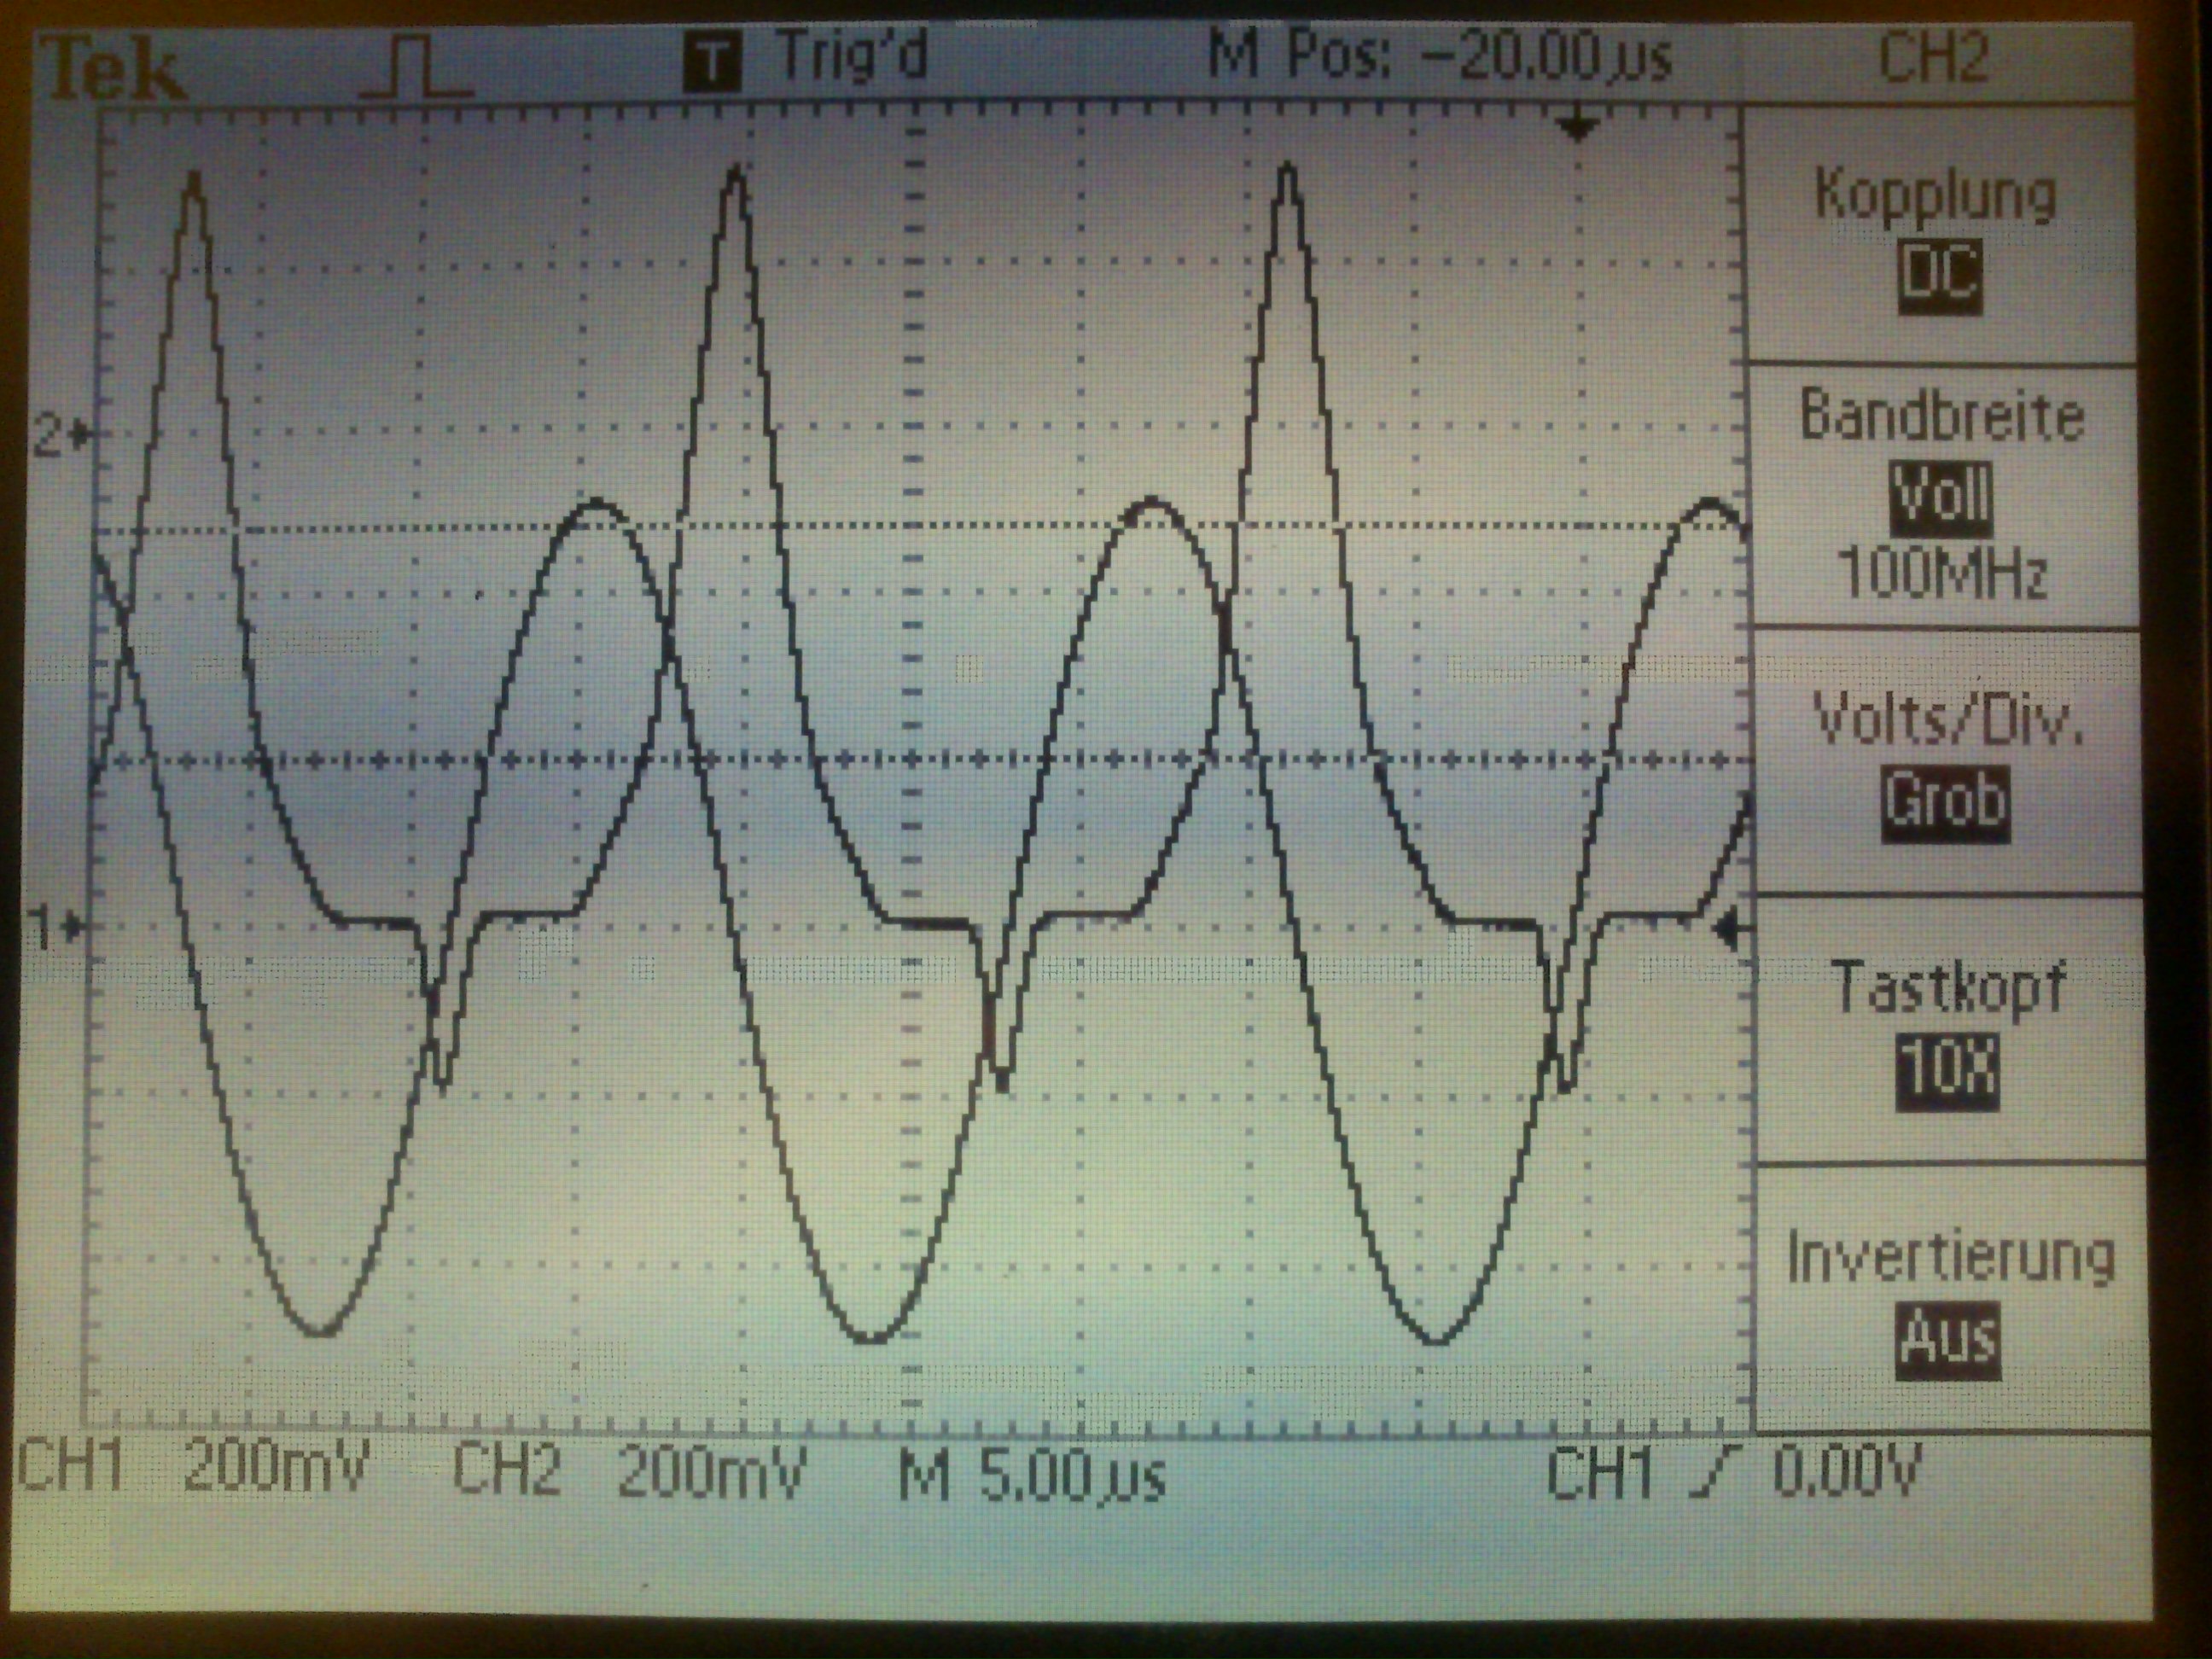 Tek T Trig'd M Pos: -20.00µs CH2
Kopplung
DC
2
Bandbreite
Voll
100MHz
Volts/Div.
Grob
1
Tastkopf
10X
Invertierung
Aus
CH1 200mV CH2 200mV M 5.00µs CH1 0.00V